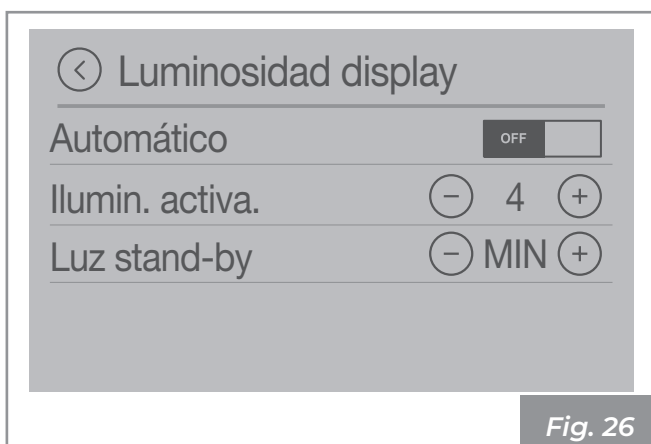 Luminosidad display
Automático OFF
Ilumin. activa. − 4 +
Luz stand-by − MIN +
Fig. 26